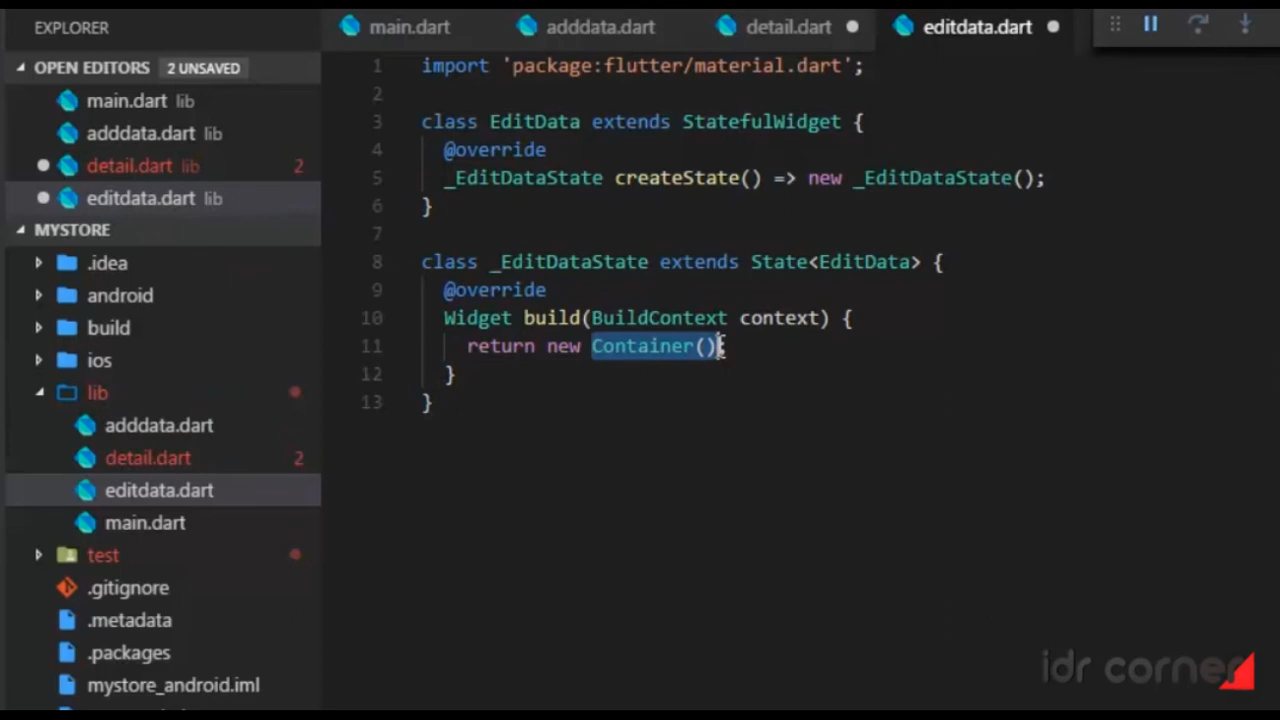 EXPLORER
OPEN EDITORS 2 UNSAVED
main.dart lib
adddata.dart lib
detail.dart lib 2
editdata.dart lib
MYSTORE
.idea
android
build
ios
lib
adddata.dart
detail.dart 2
editdata.dart
main.dart
test
.gitignore
.metadata
.packages
mystore_android.iml
main.dart adddata.dart detail.dart editdata.dart
1 import 'package:flutter/material.dart';
2
3 class EditData extends StatefulWidget {
4 @override
5 _EditDataState createState() => new _EditDataState();
6 }
7
8 class _EditDataState extends State<EditData> {
9 @override
10 Widget build(BuildContext context) {
11 return new Container();
12 }
13 }
idr corner